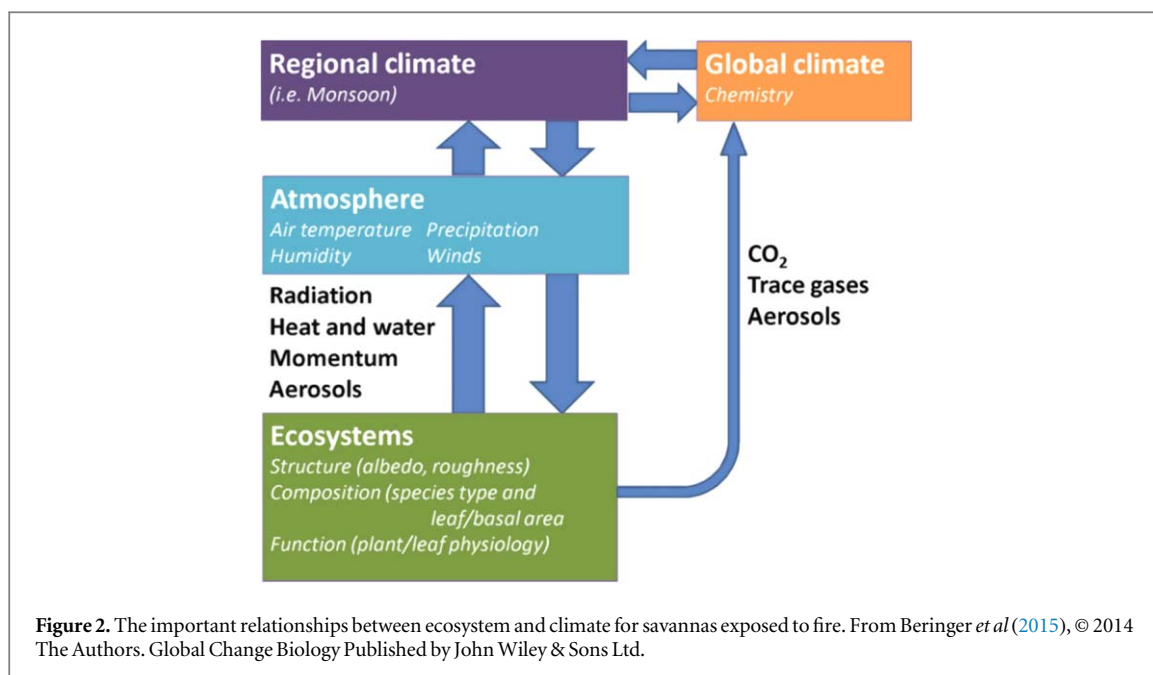 Regional climate
(i.e. Monsoon)
Global climate
Chemistry
Atmosphere
Air temperature Precipitation
Humidity Winds
Radiation
Heat and water
Momentum
Aerosols
CO₂
Trace gases
Aerosols
Ecosystems
Structure (albedo, roughness)
Composition (species type and
leaf/basal area
Function (plant/leaf physiology)
Figure 2. The important relationships between ecosystem and climate for savannas exposed to fire. From Beringer et al (2015), © 2014
The Authors. Global Change Biology Published by John Wiley & Sons Ltd.